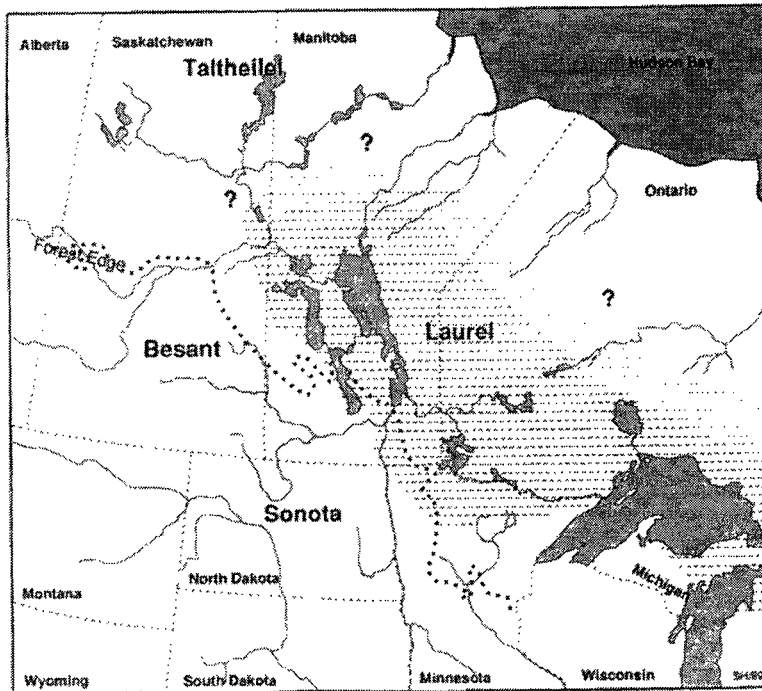 Alberta
Saskatchewan
Manitoba
Taltheilei
Hudson Bay
?
?
Ontario
Forest Edge
?
Besant
Laurel
Sonota
Montana
North Dakota
Michigan
Wyoming
South Dakota
Minnesota
Wisconsin